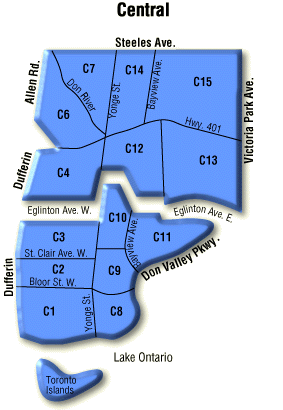 Central
Steeles Ave.
Allen Rd.
C7
Don River
C14
Yonge St.
Bayview Ave.
C15
Victoria Park Ave.
C6
Hwy. 401
Dufferin
C4
C12
C13
Eglinton Ave. W.
Eglinton Ave. E.
C10
C11
Bayview Ave.
Don Valley Pkwy.
C3
St. Clair Ave. W.
Dufferin
C2
Bloor St. W.
C9
C1
Yonge St.
C8
Lake Ontario
Toronto
Islands